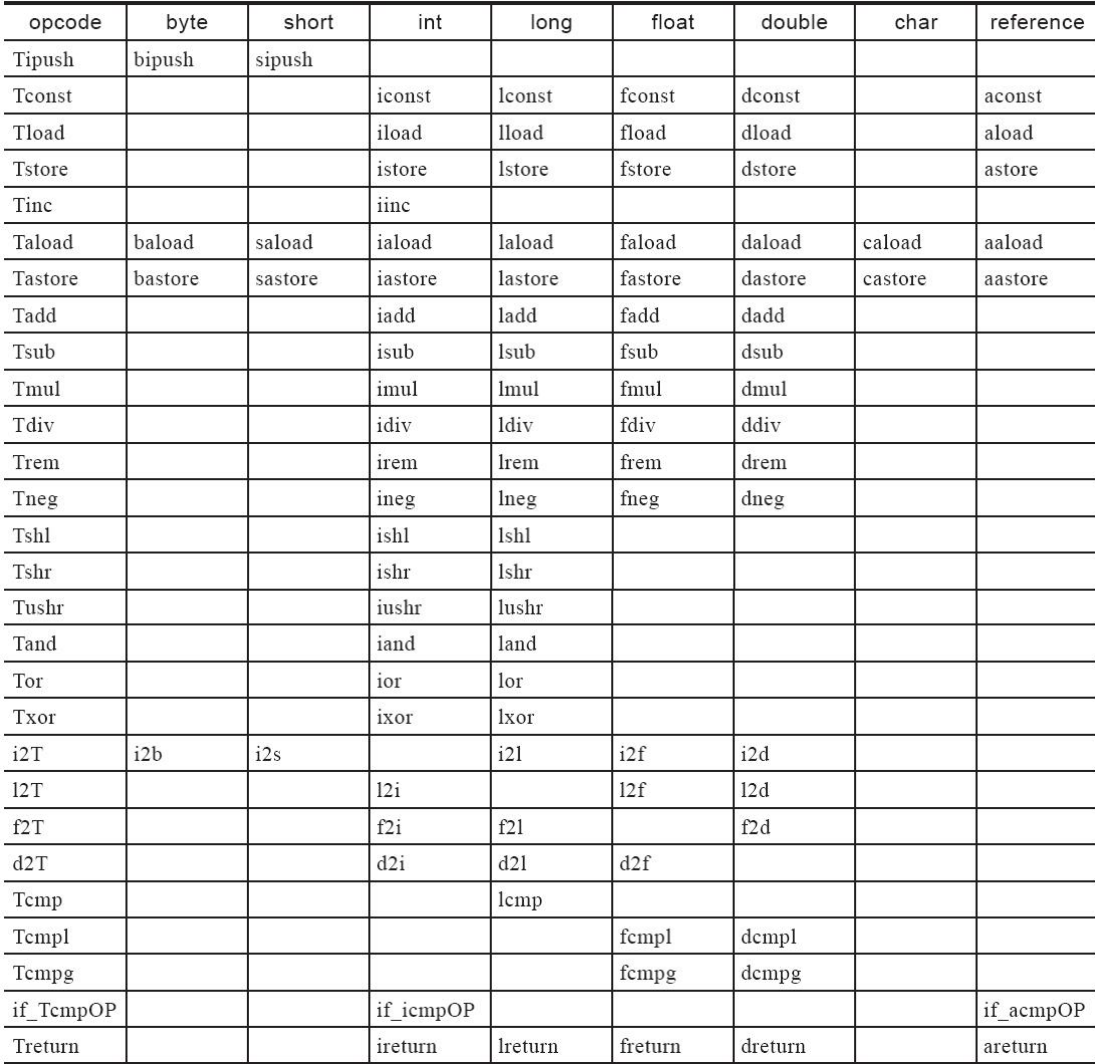 opcode byte short int long float double char reference
Tipush bipush sipush
Tconst iconst lconst fconst dconst aconst
Tload iload lload fload dload aload
Tstore istore lstore fstore dstore astore
Tinc iinc
Taload baload saload iaload laload faload daload caload aaload
Tastore bastore sastore iastore lastore fastore dastore castore aastore
Tadd iadd ladd fadd dadd
Tsub isub lsub fsub dsub
Tmul imul lmul fmul dmul
Tdiv idiv ldiv fdiv ddiv
Trem irem lrem frem drem
Tneg ineg lneg fneg dneg
Tshl ishl lshl
Tshr ishr lshr
Tushr iushr lushr
Tand iand land
Tor ior lor
Txor ixor lxor
i2T i2b i2s i2l i2f i2d
l2T l2i l2f l2d
f2T f2i f2l f2d
d2T d2i d2l d2f
Tcmp lcmp
Tcmpl fcmpl dcmpl
Tcmpg fcmpg dcmpg
if_TcmpOP if_icmpOP if_acmpOP
Treturn ireturn lreturn freturn dreturn areturn